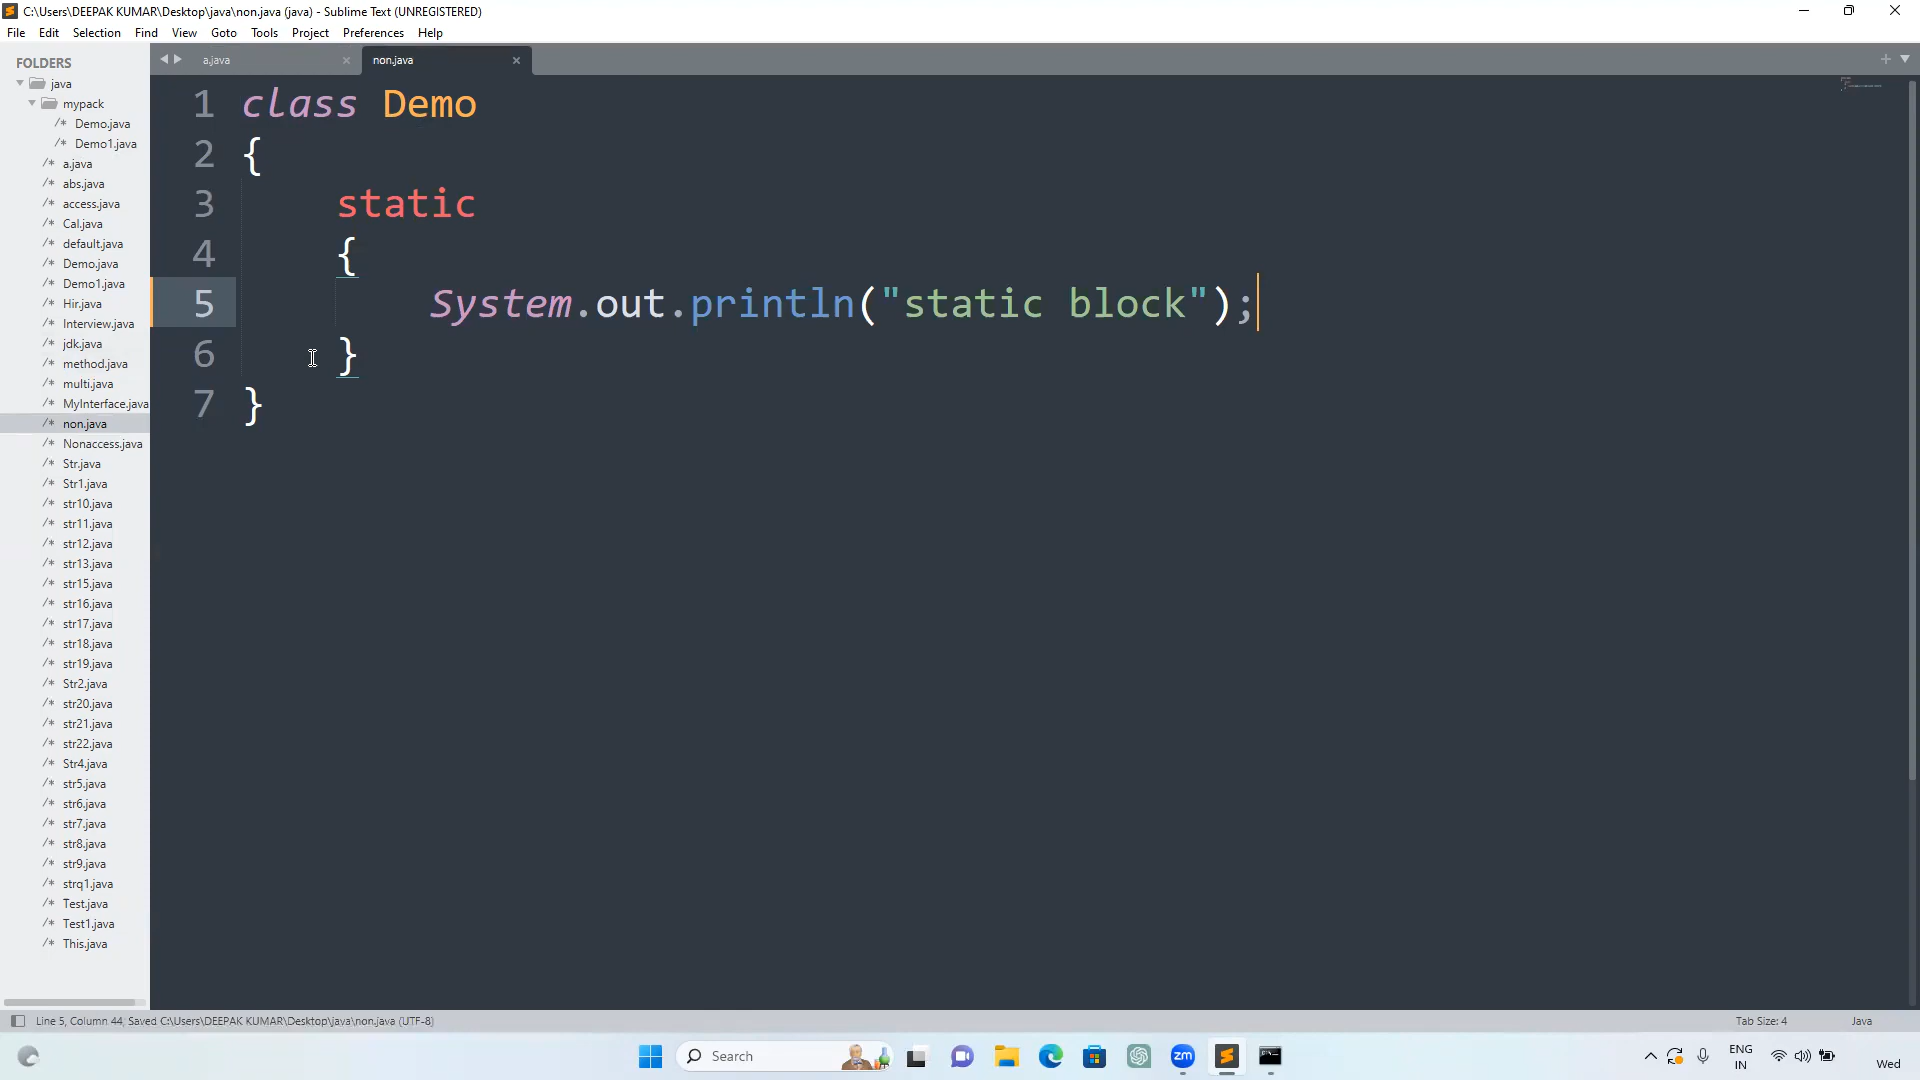 C:\Users\DEEPAK KUMAR\Desktop\java\non.java (java) - Sublime Text (UNREGISTERED)
File Edit Selection Find View Goto Tools Project Preferences Help
FOLDERS
java
mypack
/* Demo.java
/* Demo1.java
/* a.java
/* abs.java
/* access.java
/* Cal.java
/* default.java
/* Demo.java
/* Demo1.java
/* Hir.java
/* Interview.java
/* jdk.java
/* method.java
/* multi.java
/* MyInterface.java
/* non.java
/* Nonaccess.java
/* Str.java
/* Str1.java
/* str10.java
/* str11.java
/* str12.java
/* str13.java
/* str15.java
/* str16.java
/* str17.java
/* str18.java
/* str19.java
/* Str2.java
/* str20.java
/* str21.java
/* str22.java
/* Str4.java
/* str5.java
/* str6.java
/* str7.java
/* str8.java
/* str9.java
/* strq1.java
/* Test.java
/* Test1.java
/* This.java
a.java
non.java
1 class Demo
2 {
3 static
4 {
5 System.out.println("static block");
6 }
7 }
Line 5, Column 44; Saved C:\Users\DEEPAK KUMAR\Desktop\java\non.java (UTF-8)
Tab Size: 4
Java
Search
zm
ENG
IN
Wed